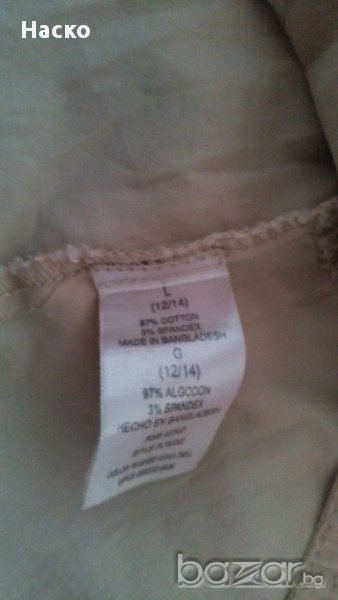 Наско
L
(12/14)
97% COTTON
3% SPANDEX
MADE IN BANGLADESH
G
(12/14)
97% ALGODON
3% SPANDEX
HECHO EN BANGLADESH
bazar.bg